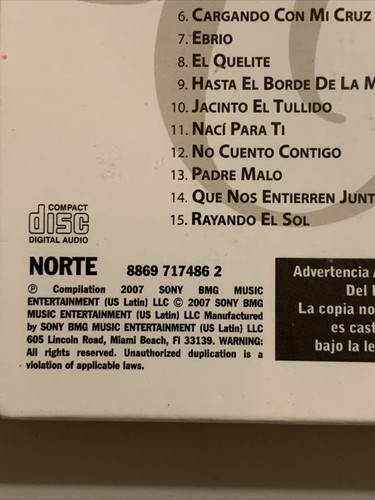 6. CARGANDO CON MI CRUZ
7. EBRIO
8. EL QUELITE
9. HASTA EL BORDE DE LA
10. JACINTO EL TULLIDO
11. NACÍ PARA TI
12. NO CUENTO CONTIGO
13. PADRE MALO
14. QUE NOS ENTIERREN JUNT
15. RAYANDO EL SOL
COMPACT
disc
DIGITAL AUDIO
NORTE 8869 717486 2
℗ Compilation 2007 SONY BMG MUSIC
ENTERTAINMENT (US Latin) LLC © 2007 SONY BMG
MUSIC ENTERTAINMENT (US Latin) LLC Manufactured
by SONY BMG MUSIC ENTERTAINMENT (US Latin) LLC
605 Lincoln Road, Miami Beach, Fl 33139. WARNING:
All rights reserved. Unauthorized duplication is a
violation of applicable laws.
Advertencia
Del
La copia no
es cast
bajo la le